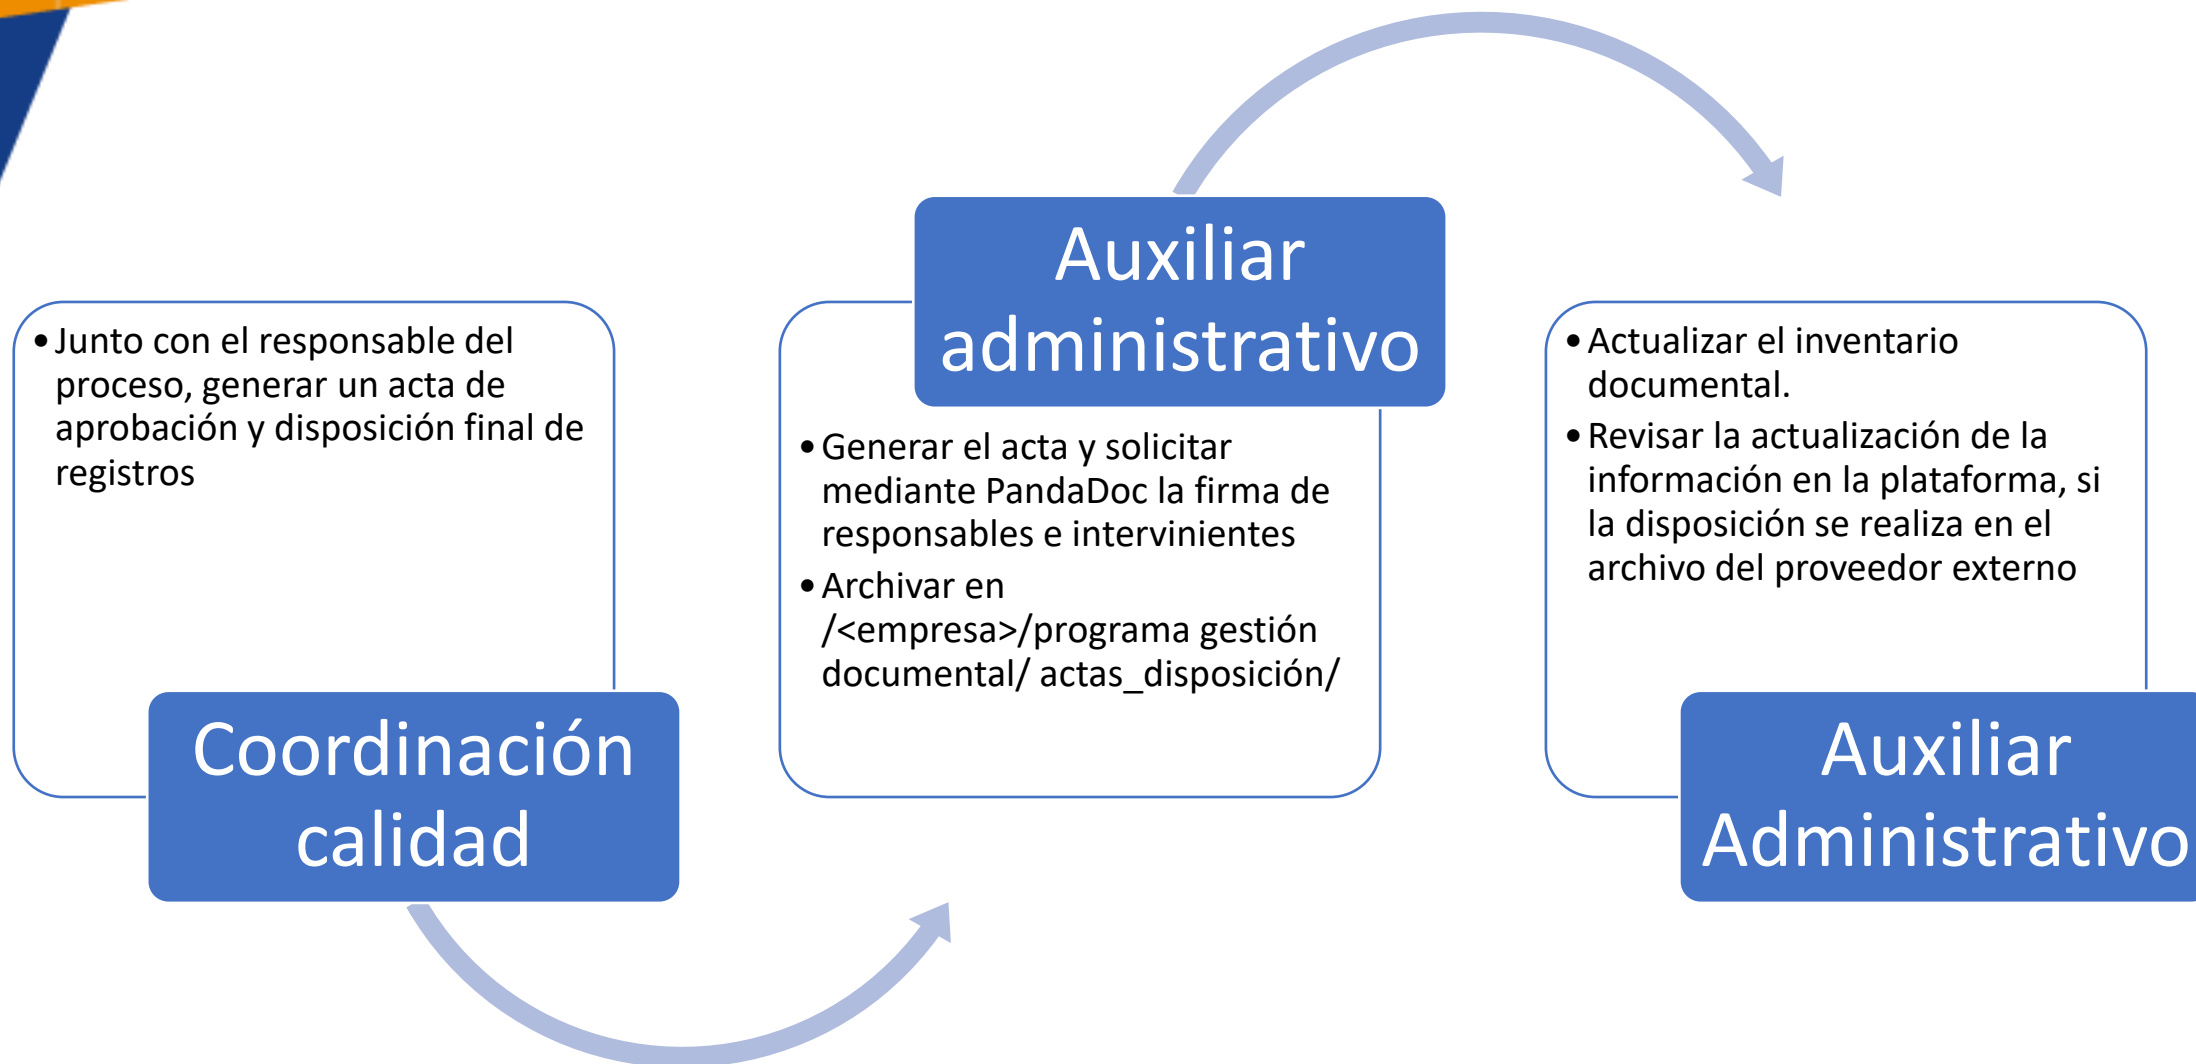 • Junto con el responsable del
proceso, generar un acta de
aprobación y disposición final de
registros
Coordinación
calidad
Auxiliar
administrativo
• Generar el acta y solicitar
mediante PandaDoc la firma de
responsables e intervinientes
• Archivar en
/<empresa>/programa gestión
documental/ actas_disposición/
• Actualizar el inventario
documental.
• Revisar la actualización de la
información en la plataforma, si
la disposición se realiza en el
archivo del proveedor externo
Auxiliar
Administrativo